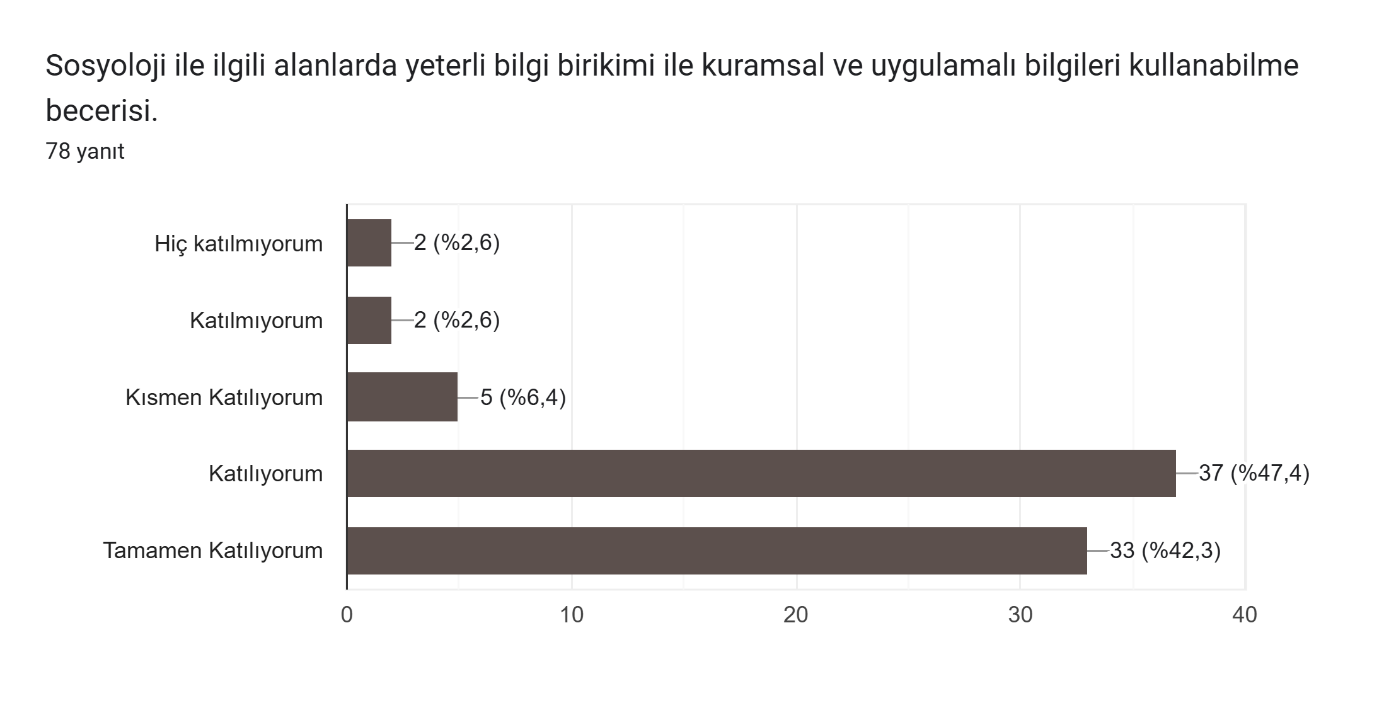 Sosyoloji ile ilgili alanlarda yeterli bilgi birikimi ile kuramsal ve uygulamalı bilgileri kullanabilme
becerisi.
78 yanıt
Hiç katılmıyorum 2 (%2,6)
Katılmıyorum 2 (%2,6)
Kısmen Katılıyorum 5 (%6,4)
Katılıyorum 37 (%47,4)
Tamamen Katılıyorum 33 (%42,3)
0 10 20 30 40